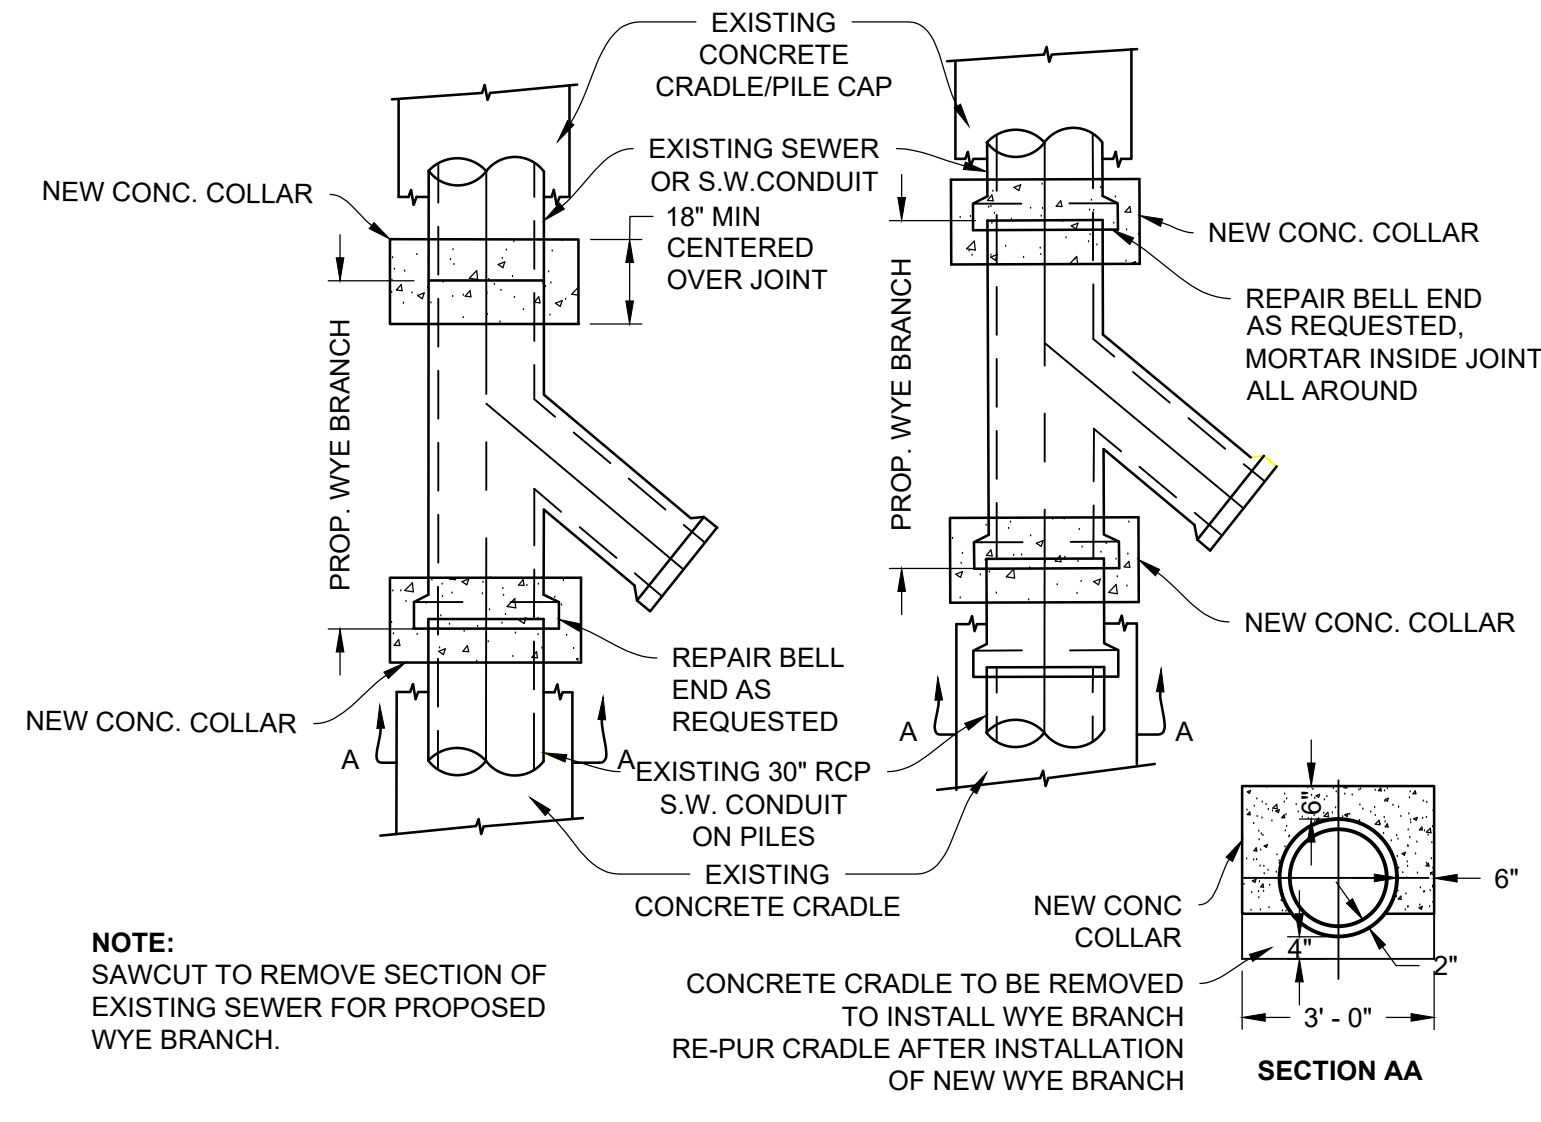 EXISTING
CONCRETE
CRADLE/PILE CAP
EXISTING SEWER
OR S.W.CONDUIT
NEW CONC. COLLAR
18" MIN
CENTERED
OVER JOINT
PROP. WYE BRANCH
REPAIR BELL
END AS
REQUESTED
NEW CONC. COLLAR
A
A
PROP. WYE BRANCH
NEW CONC. COLLAR
REPAIR BELL END
AS REQUESTED,
MORTAR INSIDE JOINT
ALL AROUND
NEW CONC. COLLAR
A
A
EXISTING 30" RCP
S.W. CONDUIT
ON PILES
EXISTING
CONCRETE CRADLE
NOTE:
SAWCUT TO REMOVE SECTION OF
EXISTING SEWER FOR PROPOSED
WYE BRANCH.
6"
6"
NEW CONC
COLLAR
4"
2"
CONCRETE CRADLE TO BE REMOVED
TO INSTALL WYE BRANCH
RE-PUR CRADLE AFTER INSTALLATION
OF NEW WYE BRANCH
3' - 0"
SECTION AA